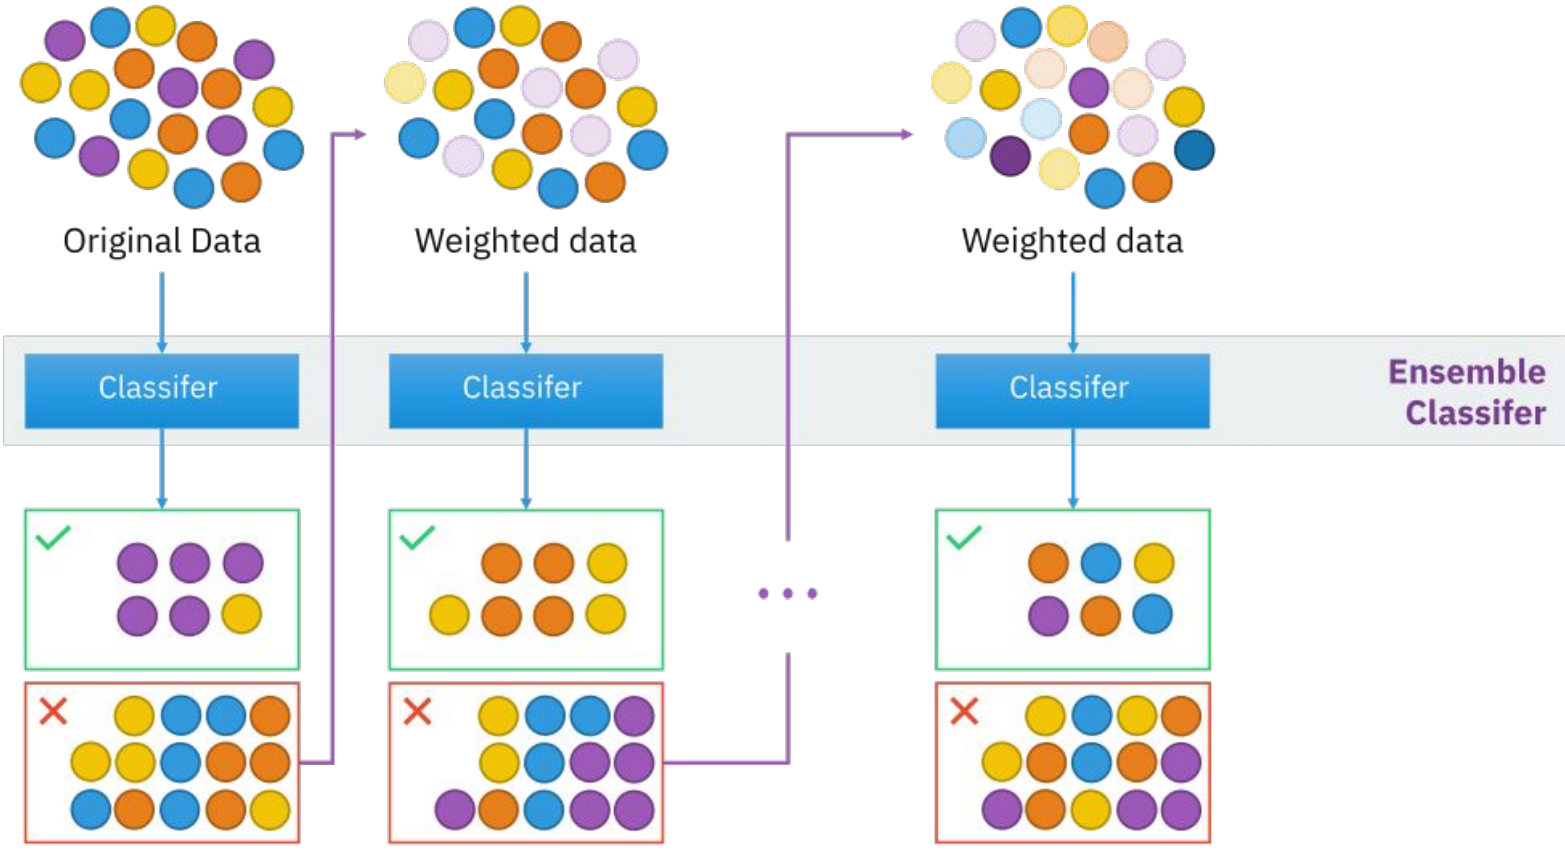 Original Data
Weighted data
Weighted data
Classifer
Classifer
Classifer
Ensemble
Classifer